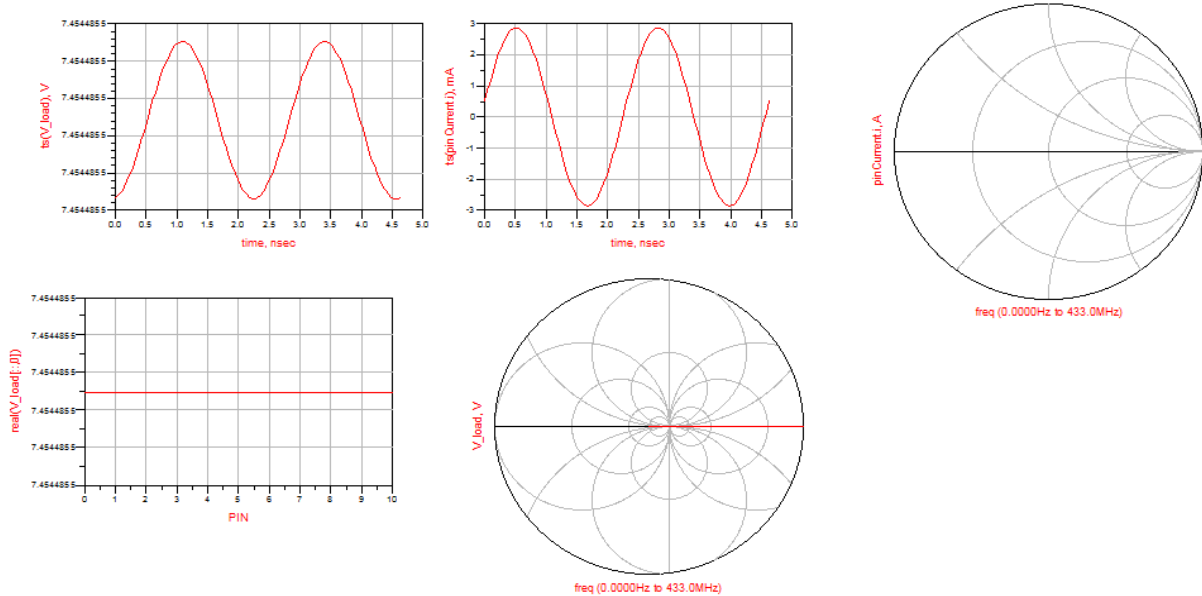 7.4544855
7.4544855
7.4544855
7.4544855
7.4544855
7.4544855
ts(V_load), V
0.0 0.5 1.0 1.5 2.0 2.5 3.0 3.5 4.0 4.5 5.0
time, nsec
3
2
1
0
-1
-2
-3
ts(pinCurrent.i), mA
0.0 0.5 1.0 1.5 2.0 2.5 3.0 3.5 4.0 4.5 5.0
time, nsec
pinCurrent.i, A
freq (0.0000Hz to 433.0MHz)
7.4544855
7.4544855
7.4544855
7.4544855
7.4544855
7.4544855
real(V_load[::,0])
0 1 2 3 4 5 6 7 8 9 10
PIN
V_load, V
freq (0.0000Hz to 433.0MHz)